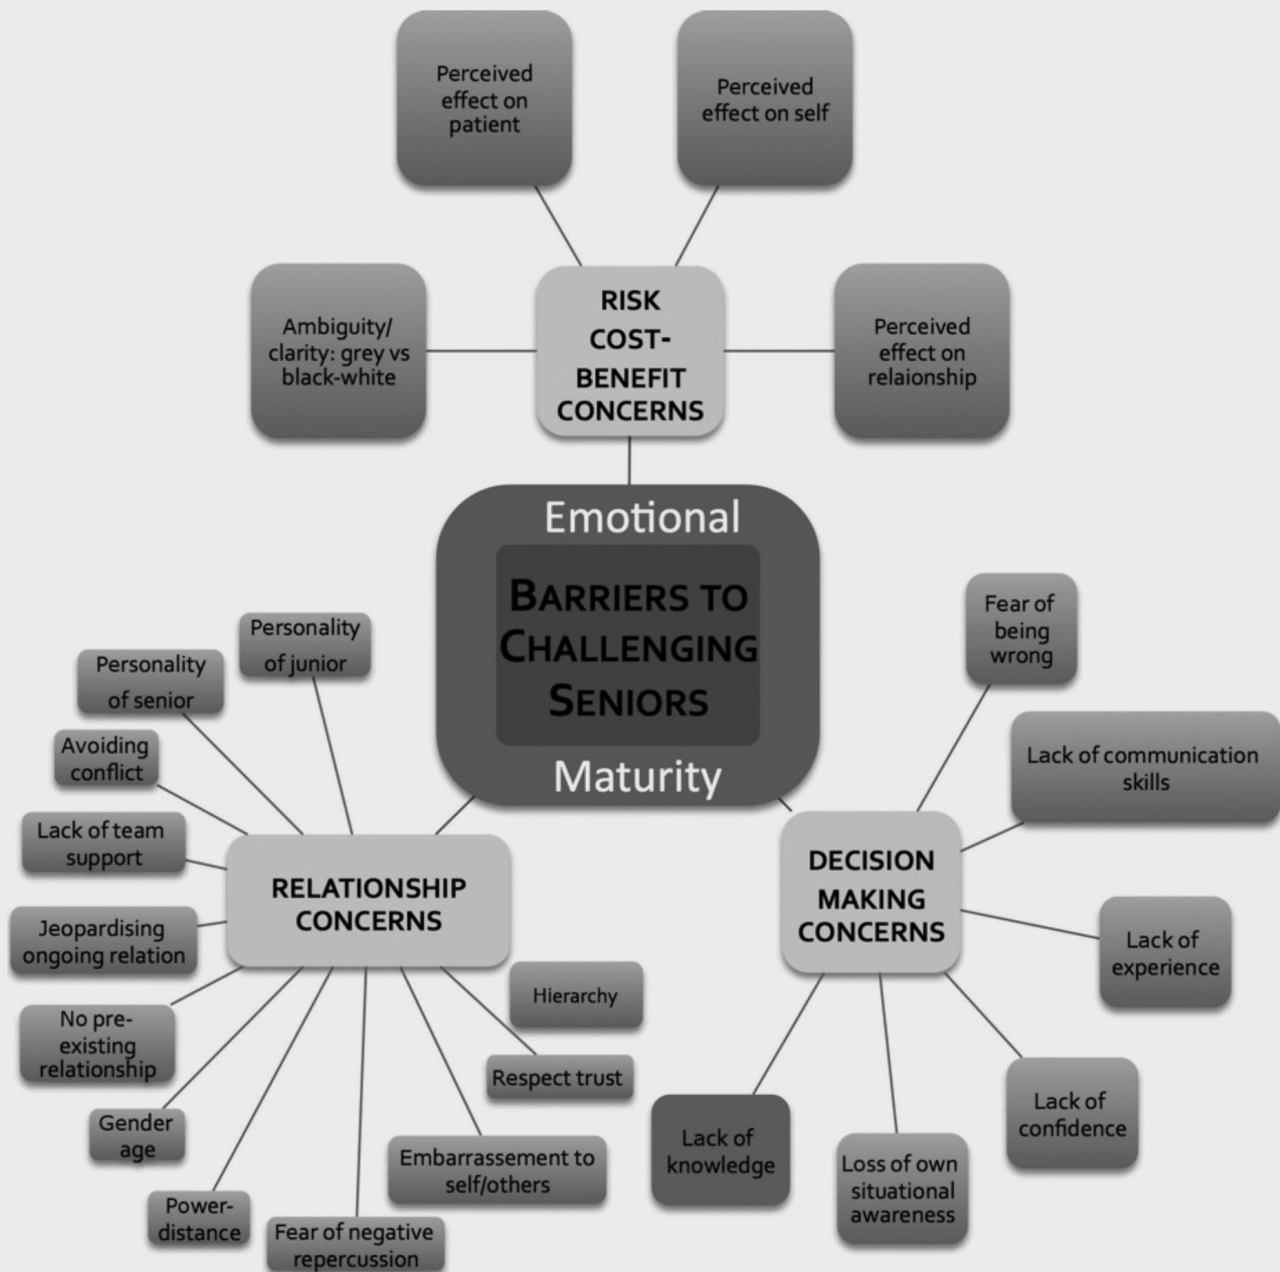 Perceived
effect on
patient
Perceived
effect on self
Ambiguity/
clarity: grey vs
black-white
RISK
COST-
BENEFIT
CONCERNS
Perceived
effect on
relaionship
Emotional
BARRIERS TO
CHALLENGING
SENIORS
Maturity
Personality
of junior
Personality
of senior
Avoiding
conflict
Lack of team
support
Jeopardising
ongoing relation
No pre-
existing
relationship
Gender
age
Power-
distance
Fear of negative
repercussion
Embarrassement to
self/others
Respect trust
Hierarchy
RELATIONSHIP
CONCERNS
Fear of
being
wrong
Lack of communication
skills
DECISION
MAKING
CONCERNS
Lack of
experience
Lack of
confidence
Loss of own
situational
awareness
Lack of
knowledge